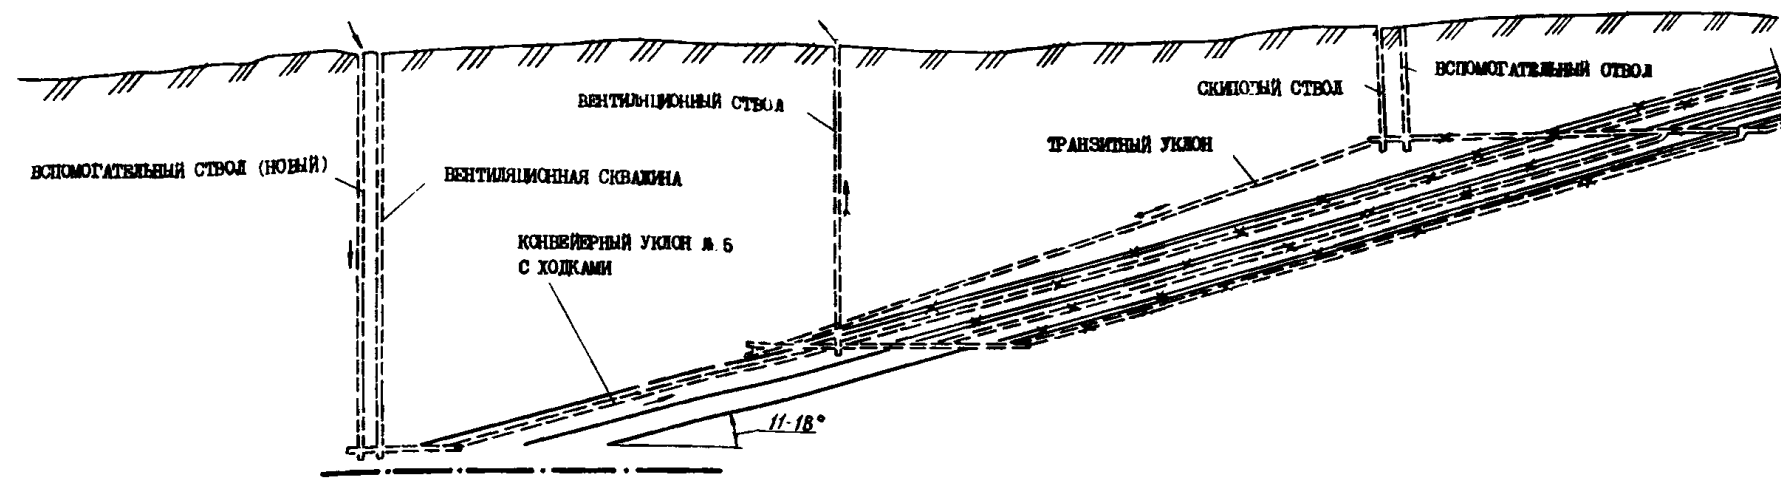 ВСПОМОГАТЕЛЬНЫЙ СТВОЛ
СКИПОВЫЙ СТВОЛ
ВЕНТИЛЯЦИОННЫЙ СТВОЛ
ТРАНЗИТНЫЙ УКЛОН
ВСПОМОГАТЕЛЬНЫЙ СТВОЛ (НОВЫЙ)
ВЕНТИЛЯЦИОННАЯ СКВАЖИНА
КОНВЕЙЕРНЫЙ УКЛОН № 5
С ХОДКАМИ
11-18°